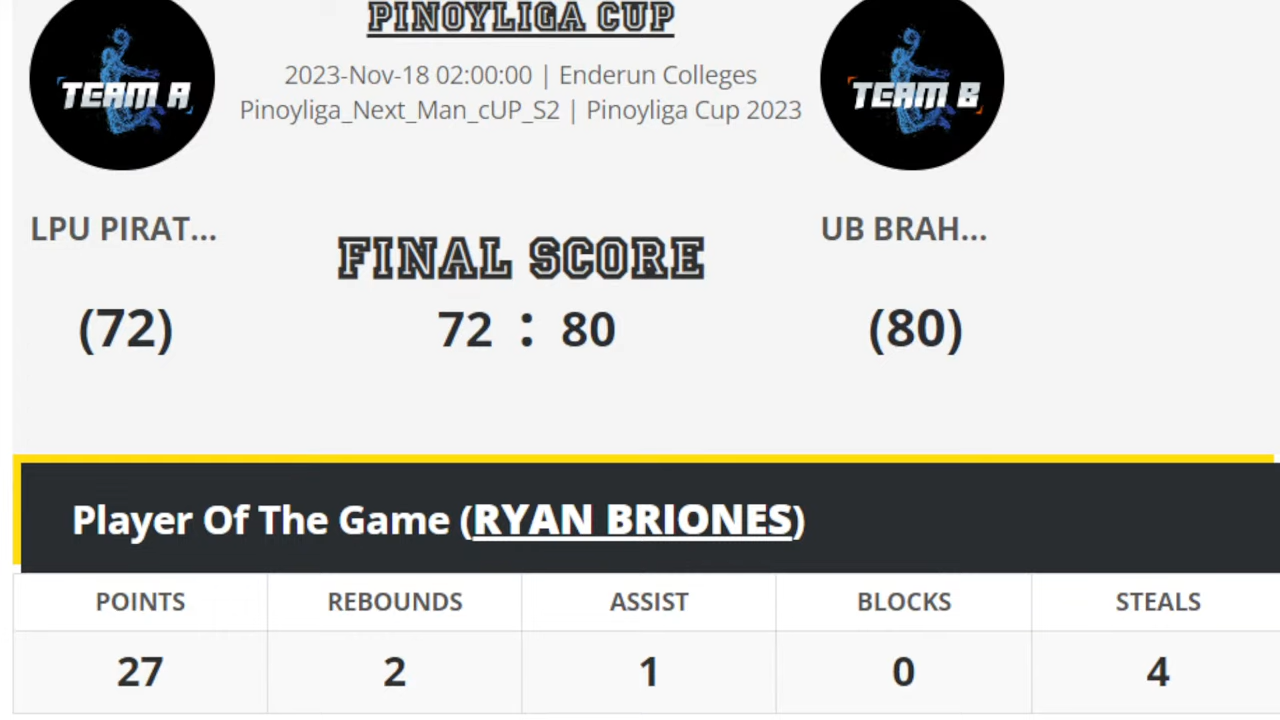 PINOYLIGA CUP
TEAM A
2023-Nov-18 02:00:00 | Enderun Colleges
Pinoyliga_Next_Man_cUP_S2 | Pinoyliga Cup 2023
TEAM B
LPU PIRAT...
UB BRAH...
FINAL SCORE
(72)
72 : 80
(80)
Player Of The Game (RYAN BRIONES)
POINTS REBOUNDS ASSIST BLOCKS STEALS
27 2 1 0 4